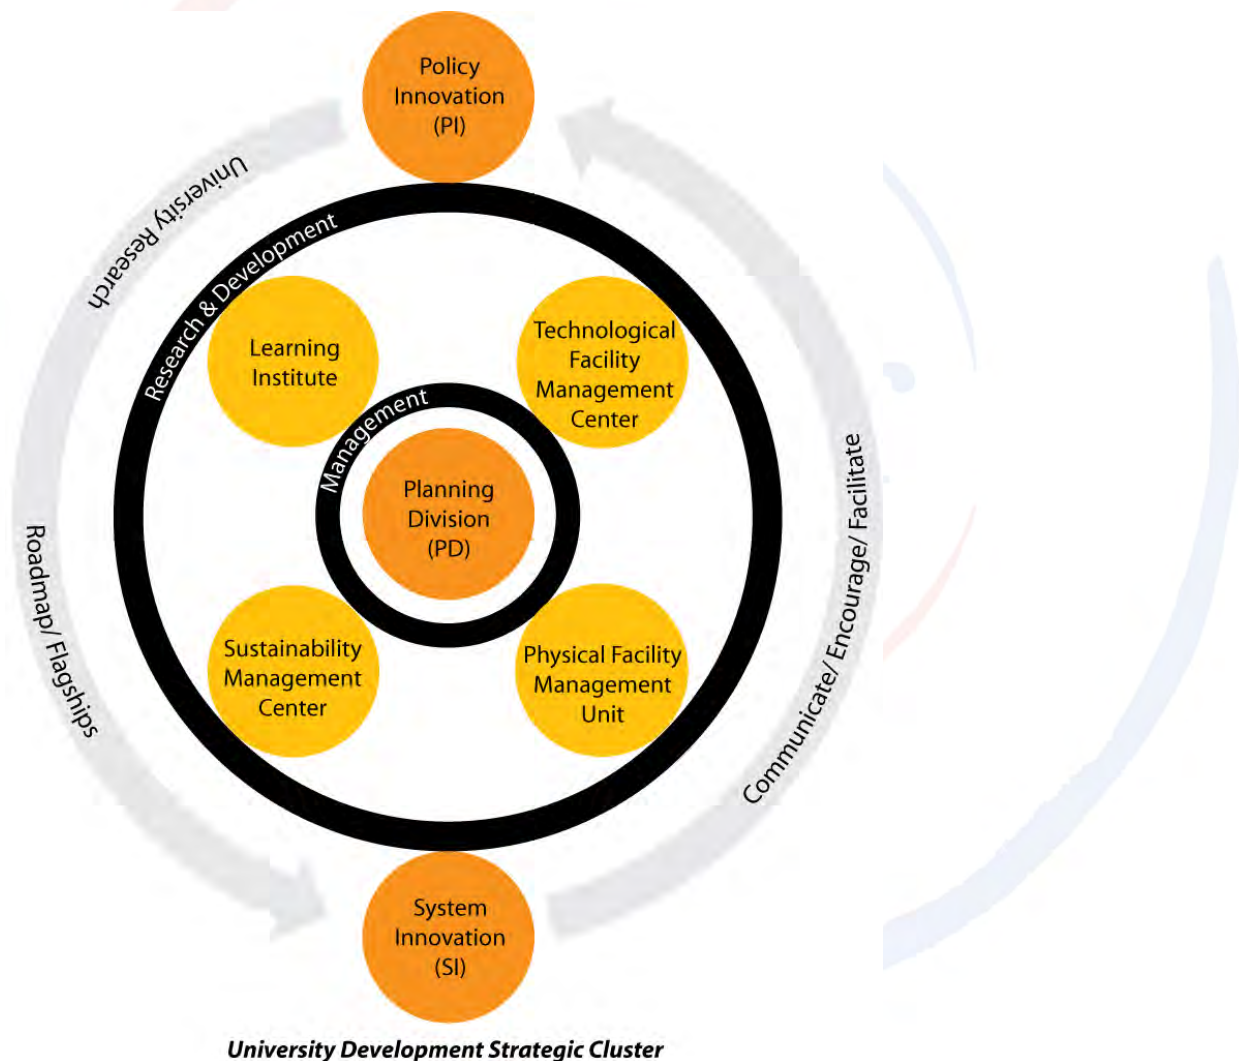 Policy
Innovation
(PI)
University Research
Research & Development
Learning
Institute
Technological
Facility
Management
Center
Management
Planning
Division
(PD)
Roadmap/ Flagships
Communicate/ Encourage/ Facilitate
Sustainability
Management
Center
Physical Facility
Management
Unit
System
Innovation
(SI)
University Development Strategic Cluster